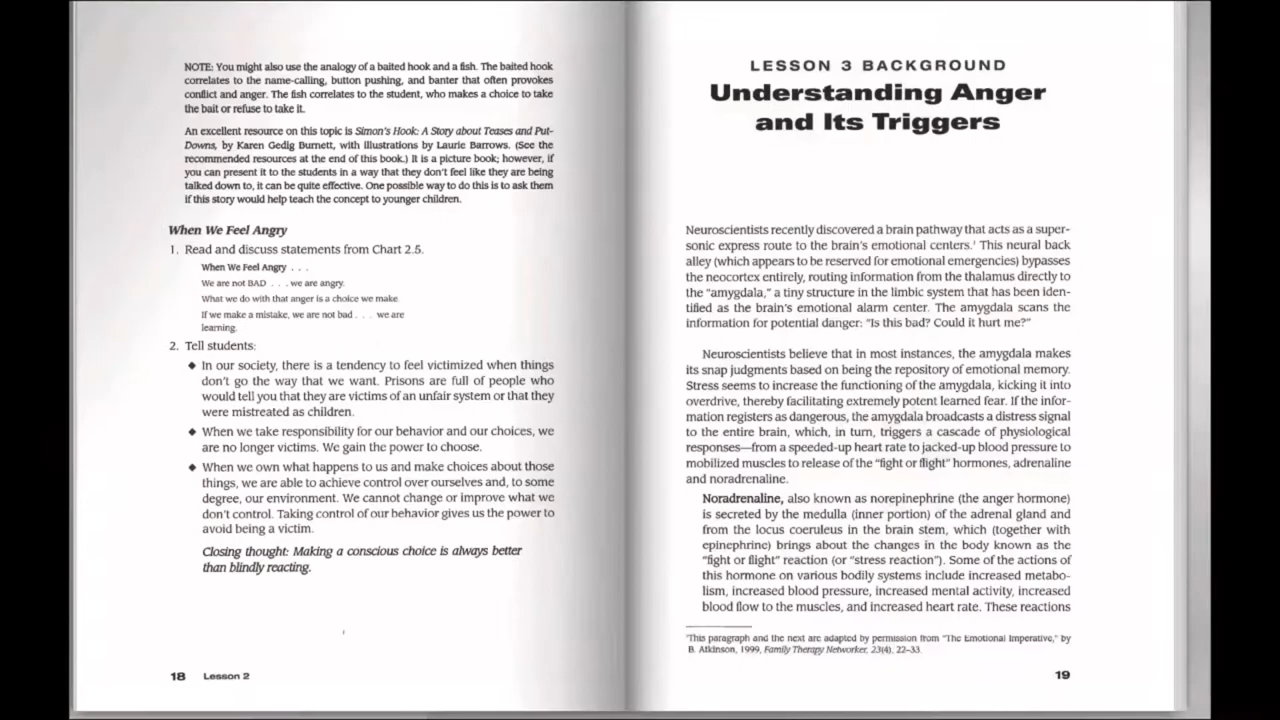 NOTE: You might also use the analogy of a baited hook and a fish. The baited hook
correlates to the name-calling, button pushing, and banter that often provokes
conflict and anger. The fish correlates to the student, who makes a choice to take
the bait or refuse to take it.
An excellent resource on this topic is Simon's Hook: A Story about Teases and Put-
Downs, by Karen Gedig Burnett, with illustrations by Laurie Barrows. (See the
recommended resources at the end of this book.) It is a picture book; however, if
you can present it to the students in a way that they don't feel like they are being
talked down to, it can be quite effective. One possible way to do this is to ask them
if this story would help teach the concept to younger children.
When We Feel Angry
1. Read and discuss statements from Chart 2.5.
When We Feel Angry . . .
We are not BAD . . . we are angry.
What we do with that anger is a choice we make
If we make a mistake, we are not bad . . . we are
learning.
2. Tell students:
◆ In our society, there is a tendency to feel victimized when things
don't go the way that we want. Prisons are full of people who
would tell you that they are victims of an unfair system or that they
were mistreated as children.
◆ When we take responsibility for our behavior and our choices, we
are no longer victims. We gain the power to choose.
◆ When we own what happens to us and make choices about those
things, we are able to achieve control over ourselves and, to some
degree, our environment. We cannot change or improve what we
don't control. Taking control of our behavior gives us the power to
avoid being a victim.
Closing thought: Making a conscious choice is always better
than blindly reacting.
18 Lesson 2
LESSON 3 BACKGROUND
Understanding Anger
and Its Triggers
Neuroscientists recently discovered a brain pathway that acts as a super-
sonic express route to the brain's emotional centers.¹ This neural back
alley (which appears to be reserved for emotional emergencies) bypasses
the neocortex entirely, routing information from the thalamus directly to
the "amygdala," a tiny structure in the limbic system that has been iden-
tified as the brain's emotional alarm center. The amygdala scans the
information for potential danger: "Is this bad? Could it hurt me?"
Neuroscientists believe that in most instances, the amygdala makes
its snap judgments based on being the repository of emotional memory.
Stress seems to increase the functioning of the amygdala, kicking it into
overdrive, thereby facilitating extremely potent learned fear. If the infor-
mation registers as dangerous, the amygdala broadcasts a distress signal
to the entire brain, which, in turn, triggers a cascade of physiological
responses—from a speeded-up heart rate to jacked-up blood pressure to
mobilized muscles to release of the "fight or flight" hormones, adrenaline
and noradrenaline.
Noradrenaline, also known as norepinephrine (the anger hormone)
is secreted by the medulla (inner portion) of the adrenal gland and
from the locus coeruleus in the brain stem, which (together with
epinephrine) brings about the changes in the body known as the
"fight or flight" reaction (or "stress reaction"). Some of the actions of
this hormone on various bodily systems include increased metabo-
lism, increased blood pressure, increased mental activity, increased
blood flow to the muscles, and increased heart rate. These reactions
¹This paragraph and the next are adapted by permission from "The Emotional Imperative," by
B. Atkinson, 1999, Family Therapy Networker, 23(4), 22–33.
19